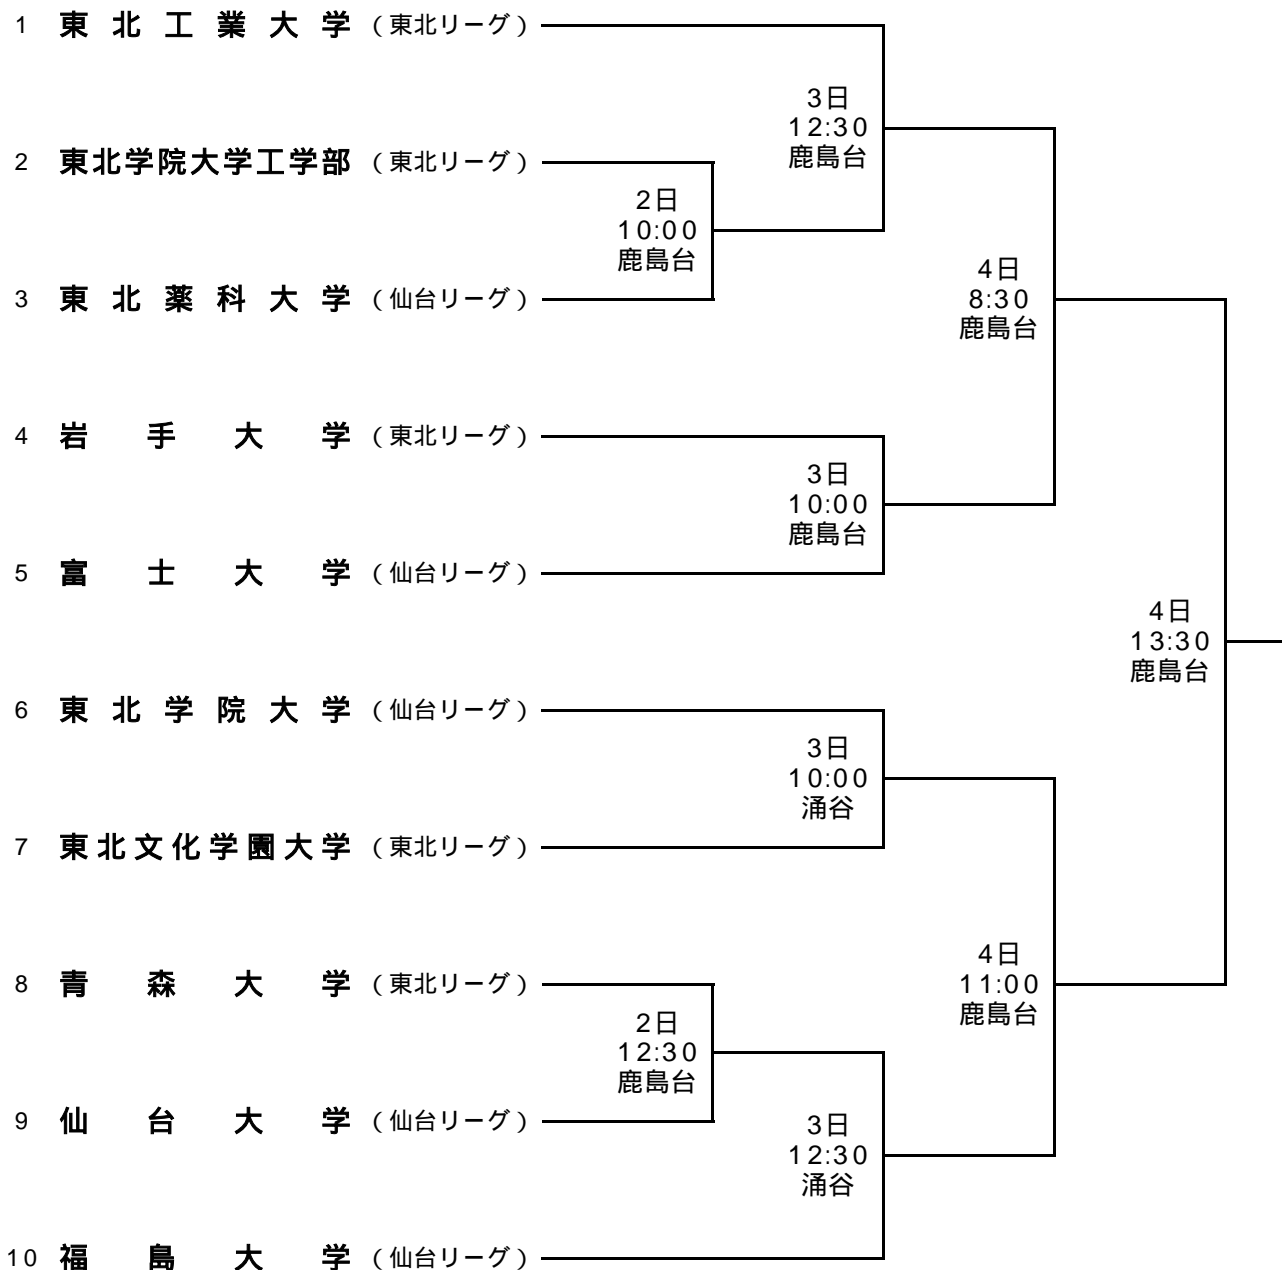 1 東北工業大学（東北リーグ）
3日
12:30
鹿島台
2 東北学院大学工学部（東北リーグ）
2日
10:00
鹿島台
3 東北薬科大学（仙台リーグ）
4日
8:30
鹿島台
4 岩手大学（東北リーグ）
3日
10:00
鹿島台
5 富士大学（仙台リーグ）
4日
13:30
鹿島台
6 東北学院大学（仙台リーグ）
3日
10:00
涌谷
7 東北文化学園大学（東北リーグ）
8 青森大学（東北リーグ）
4日
11:00
鹿島台
2日
12:30
鹿島台
9 仙台大学（仙台リーグ）
3日
12:30
涌谷
10 福島大学（仙台リーグ）